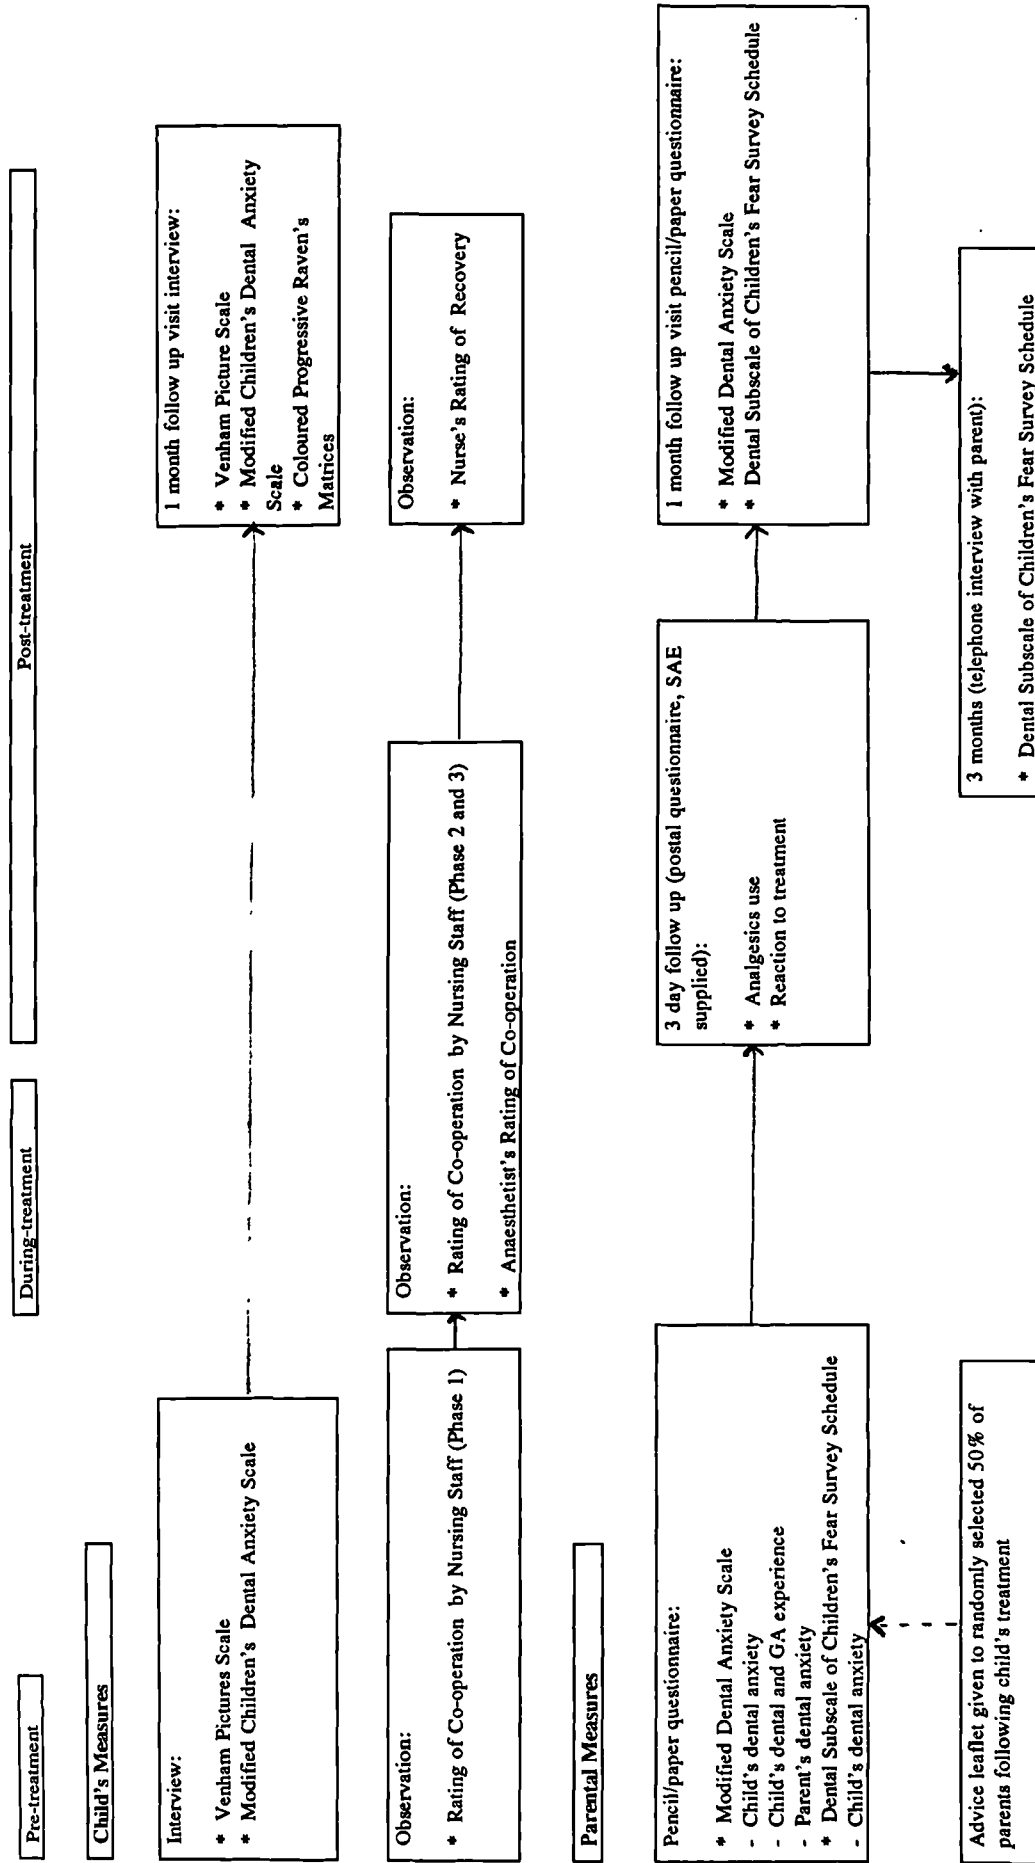 Pre-treatment
During-treatment
Post-treatment
Child's Measures
Interview:
* Venham Pictures Scale
* Modified Children's Dental Anxiety Scale
1 month follow up visit interview:
* Venham Picture Scale
* Modified Children's Dental Anxiety
Scale
* Coloured Progressive Raven's
Matrices
Observation:
* Rating of Co-operation by Nursing Staff (Phase 1)
Observation:
* Rating of Co-operation by Nursing Staff (Phase 2 and 3)
* Anaesthetist's Rating of Co-operation
Observation:
* Nurse's Rating of Recovery
Parental Measures
Pencil/paper questionnaire:
* Modified Dental Anxiety Scale
- Child's dental anxiety
- Child's dental and GA experience
- Parent's dental anxiety
* Dental Subscale of Children's Fear Survey Schedule
- Child's dental anxiety
3 day follow up (postal questionnaire, SAE
supplied):
* Analgesics use
* Reaction to treatment
1 month follow up visit pencil/paper questionnaire:
* Modified Dental Anxiety Scale
* Dental Subscale of Children's Fear Survey Schedule
Advice leaflet given to randomly selected 50% of
parents following child's treatment
3 months (telephone interview with parent):
* Dental Subscale of Children's Fear Survey Schedule